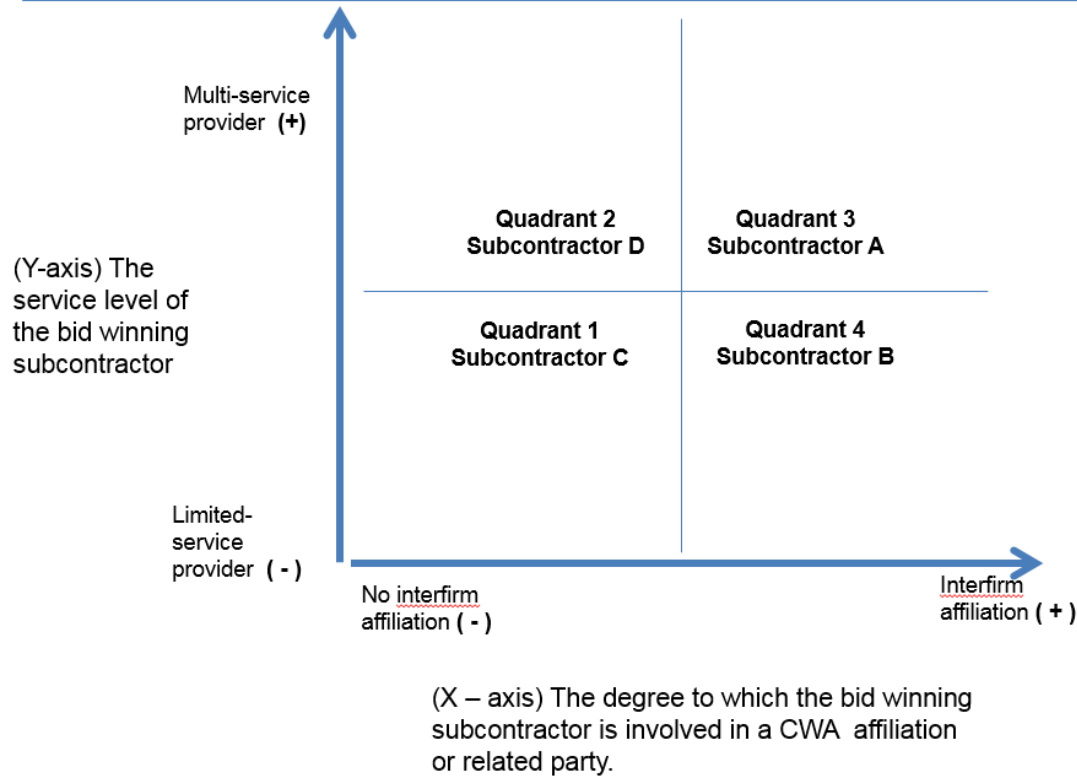 Multi-service
provider (+)
Quadrant 2
Subcontractor D
Quadrant 3
Subcontractor A
(Y-axis) The
service level of
the bid winning
subcontractor
Quadrant 1
Subcontractor C
Quadrant 4
Subcontractor B
Limited-
service
provider ( - )
No interfirm
affiliation ( - )
Interfirm
affiliation ( + )
(X – axis) The degree to which the bid winning
subcontractor is involved in a CWA affiliation
or related party.